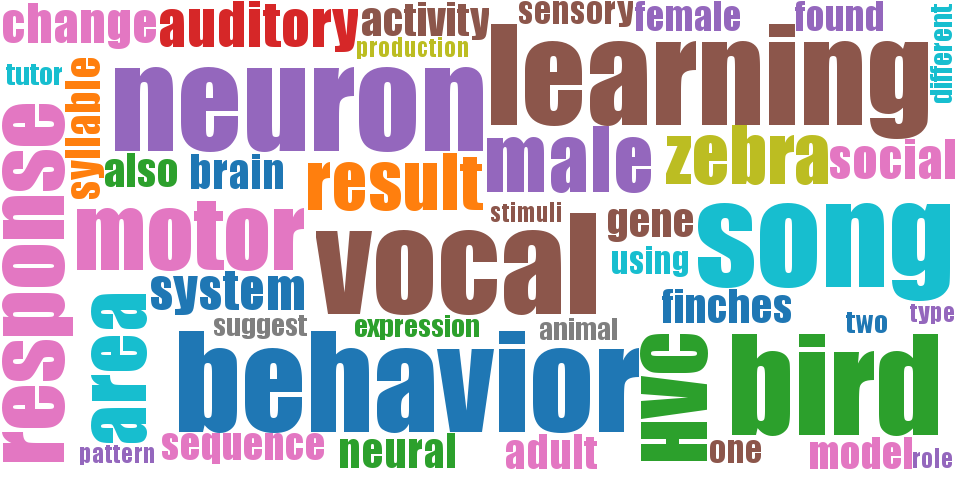 change
auditory
activity
sensory
female
found
different
production
learning
tutor
syllable
neuron
response
also
brain
result
male
zebra
social
motor
stimuli
gene
song
vocal
using
system
finches
area
suggest
expression
animal
two
type
behavior
HVC
bird
pattern
sequence
neural
adult
one
model
role